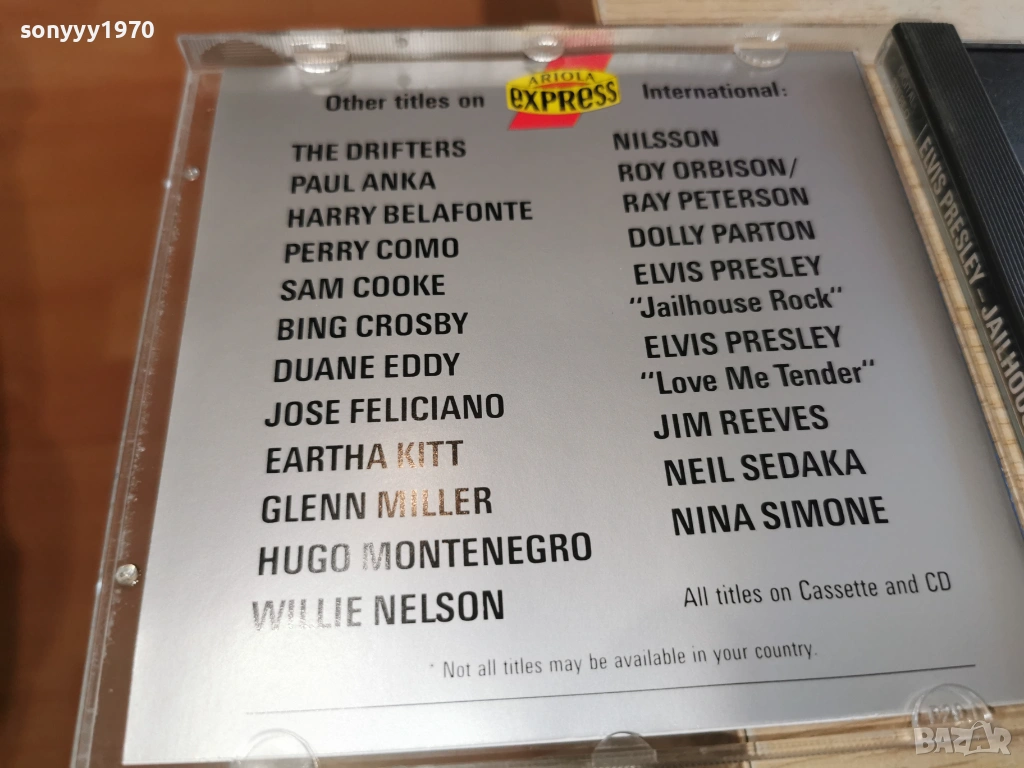 sonyyy1970
Other titles on ARIOLA express International:
THE DRIFTERS
PAUL ANKA
HARRY BELAFONTE
PERRY COMO
SAM COOKE
BING CROSBY
DUANE EDDY
JOSE FELICIANO
EARTHA KITT
GLENN MILLER
HUGO MONTENEGRO
WILLIE NELSON
NILSSON
ROY ORBISON/
RAY PETERSON
DOLLY PARTON
ELVIS PRESLEY
"Jailhouse Rock"
ELVIS PRESLEY
"Love Me Tender"
JIM REEVES
NEIL SEDAKA
NINA SIMONE
All titles on Cassette and CD
* Not all titles may be available in your country.
ELVIS PRESLEY – JAILHOU
BAZAR